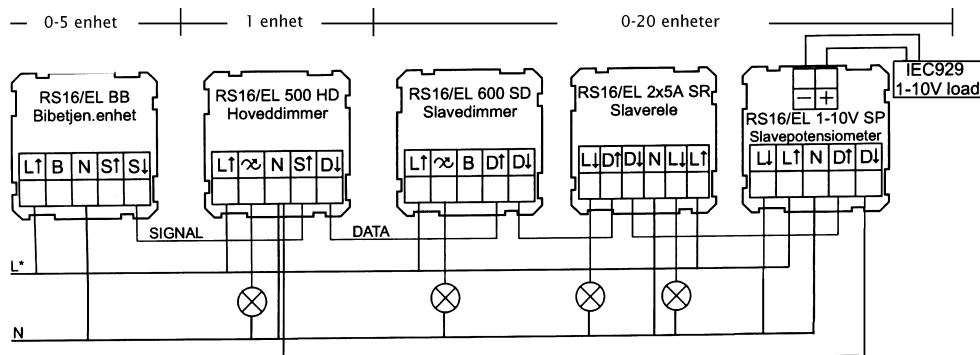 0-5 enhet 1 enhet 0-20 enheter
RS16/EL BB
Bibetjen.enhet
L↑ B N S↑ S↓
RS16/EL 500 HD
Hoveddimmer
L↑ N S↑ D↓
RS16/EL 600 SD
Slavedimmer
L↑ B D↑ D↓
RS16/EL 2x5A SR
Slaverele
L↓ D↑ D↓ N L↓ L↑
− +
RS16/EL 1-10V SP
Slavepotensiometer
L↓ L↑ N D↑ D↓
IEC929
1-10V load
SIGNAL
DATA
L*
N